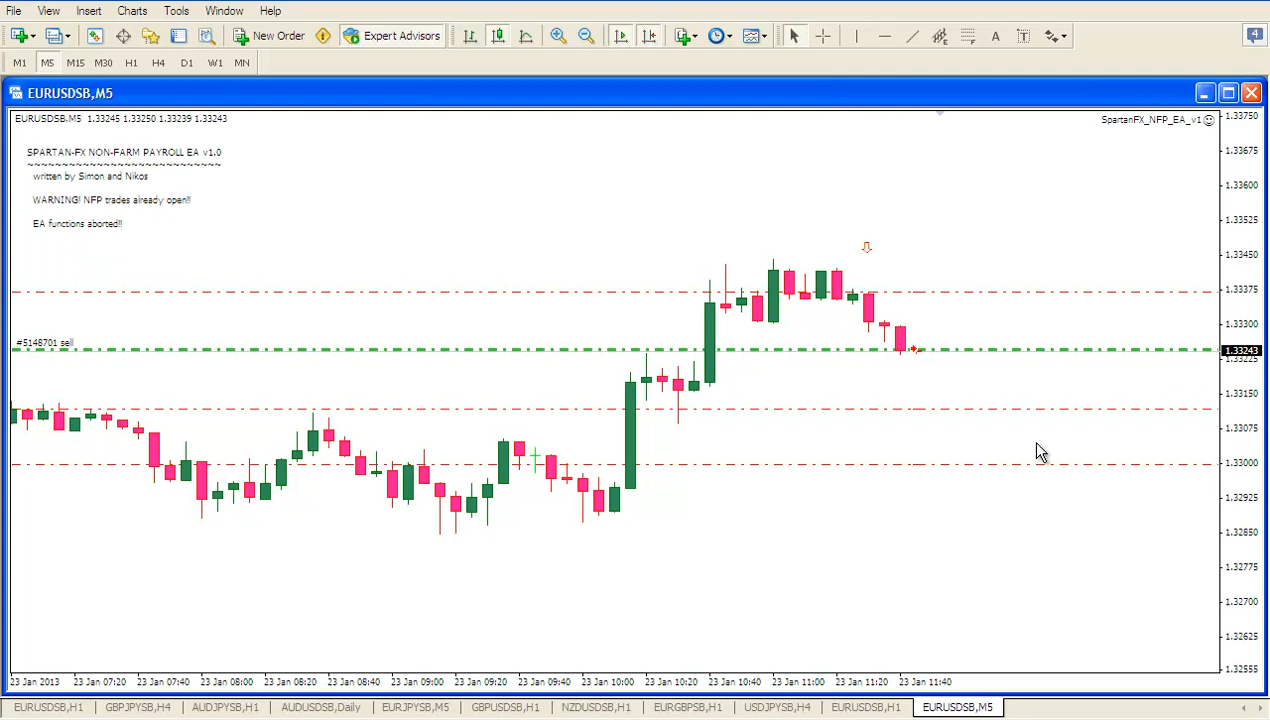 File View Insert Charts Tools Window Help
New Order Expert Advisors A T 4
M1 M5 M15 M30 H1 H4 D1 W1 MN
EURUSDSB,M5
EURUSDSB,M5 1.33245 1.33250 1.33239 1.33243
SpartanFX_NFP_EA_v1
SPARTAN-FX NON-FARM PAYROLL EA v1.0
~~~~~~~~~~~~~~~~~~~~~~~~~~~
written by Simon and Nikos
WARNING! NFP trades already open!!
EA functions aborted!!
#5148701 sell
1.33750
1.33675
1.33600
1.33525
1.33450
1.33375
1.33300
1.33243
1.33225
1.33150
1.33075
1.33000
1.32925
1.32850
1.32775
1.32700
1.32625
1.32555
23 Jan 2013 23 Jan 07:20 23 Jan 07:40 23 Jan 08:00 23 Jan 08:20 23 Jan 08:40 23 Jan 09:00 23 Jan 09:20 23 Jan 09:40 23 Jan 10:00 23 Jan 10:20 23 Jan 10:40 23 Jan 11:00 23 Jan 11:20 23 Jan 11:40
EURUSDSB,H1 GBPJPYSB,H4 AUDJPYSB,H1 AUDUSDSB,Daily EURJPYSB,M5 GBPUSDSB,H1 NZDUSDSB,H1 EURGBPSB,H1 USDJPYSB,H4 EURUSDSB,H1 EURUSDSB,M5